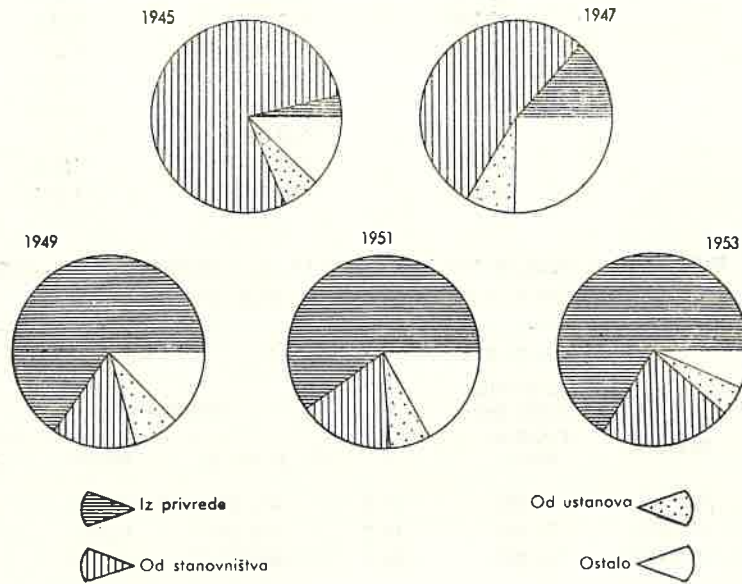 1945
1947
1949
1951
1953
Iz privrede
Od ustanova
Od stanovništva
Ostalo